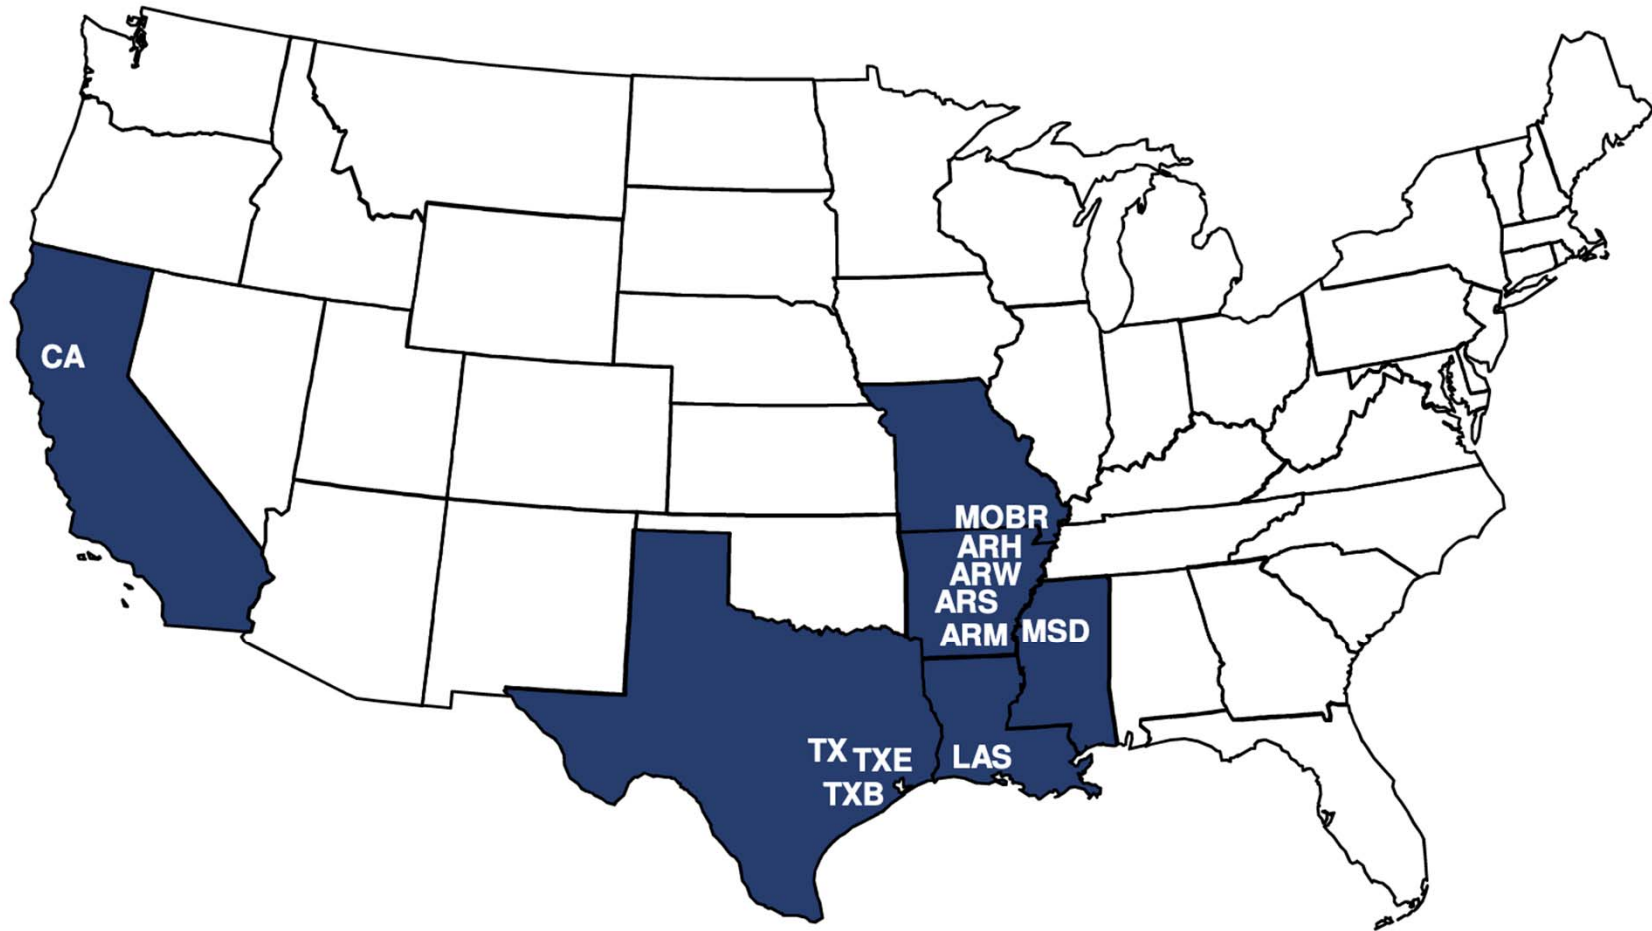 CA
MOBR
ARH
ARW
ARS
ARM
MSD
TX
TXE
TXB
LAS